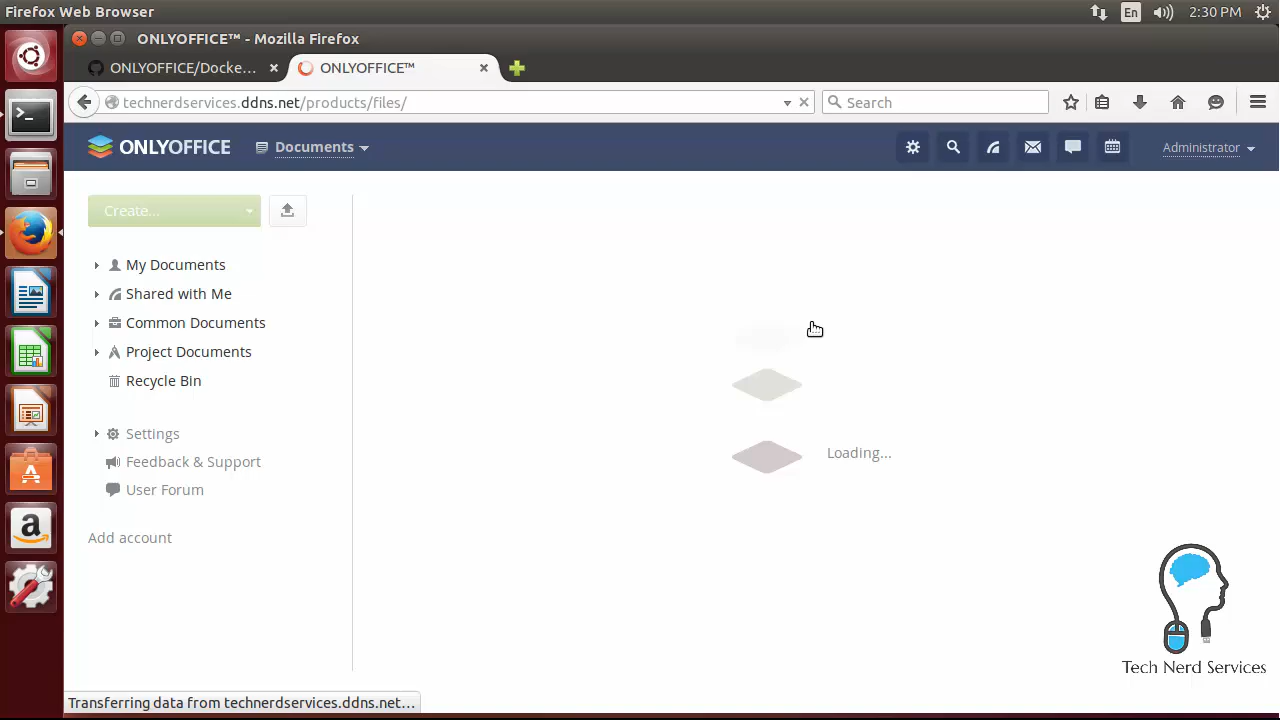 Firefox Web Browser
En
2:30 PM
ONLYOFFICE™ - Mozilla Firefox
ONLYOFFICE/Docke...
ONLYOFFICE™
technerdservices.ddns.net/products/files/
Search
ONLYOFFICE
Documents
Administrator
Create...
My Documents
Shared with Me
Common Documents
Project Documents
Recycle Bin
Settings
Feedback & Support
User Forum
Add account
Loading...
Tech Nerd Services
Transferring data from technerdservices.ddns.net...